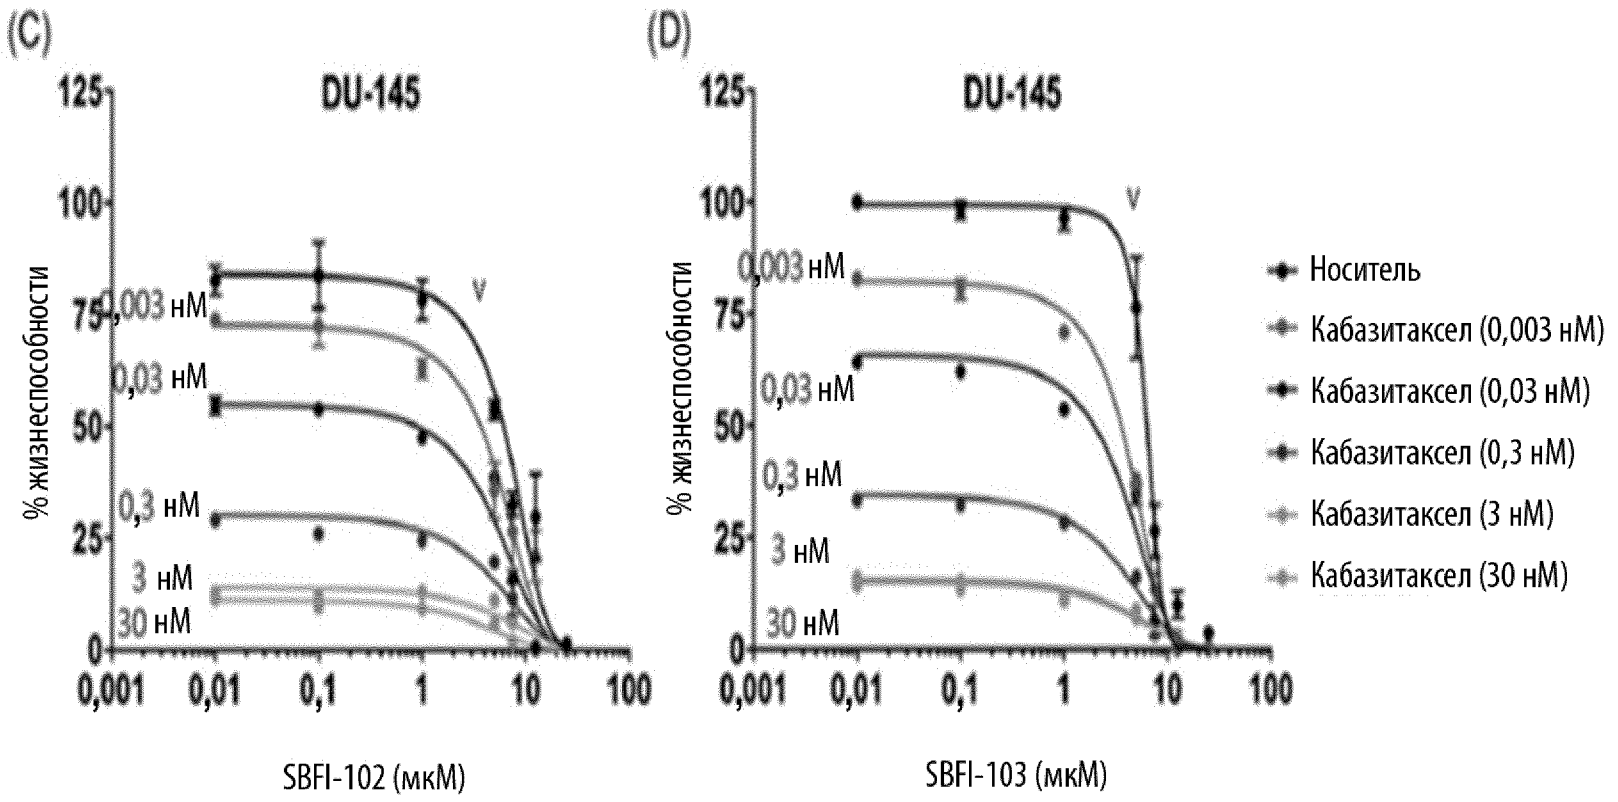 (C)
DU-145
125
100
75
50
25
0
% жизнеспособности
0,003 нМ
0,03 нМ
0,3 нМ
3 нМ
30 нМ
v
0,001 0,01 0,1 1 10 100
SBFI-102 (мкМ)
(D)
DU-145
125
100
75
50
25
0
% жизнеспособности
0,003 нМ
0,03 нМ
0,3 нМ
3 нМ
30 нМ
v
0,001 0,01 0,1 1 10 100
SBFI-103 (мкМ)
Носитель
Кабазитаксел (0,003 нМ)
Кабазитаксел (0,03 нМ)
Кабазитаксел (0,3 нМ)
Кабазитаксел (3 нМ)
Кабазитаксел (30 нМ)